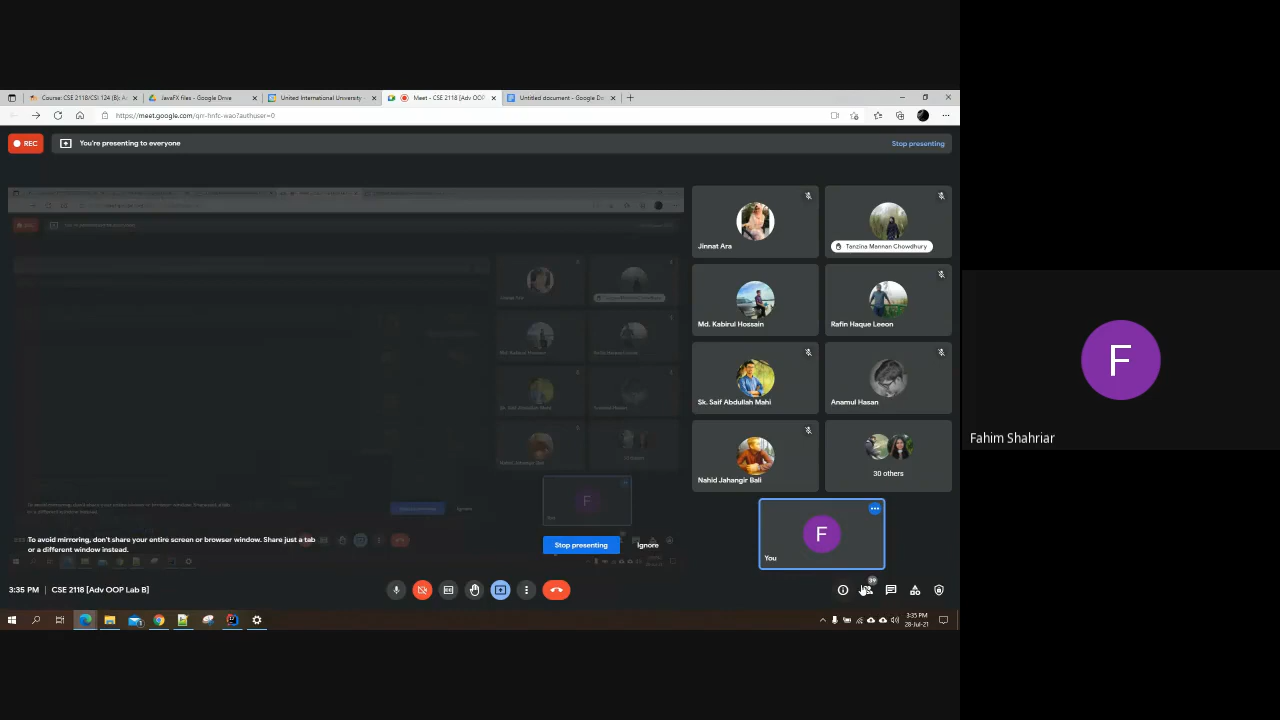 Course: CSE 2118/CSI 124 (B): A
JavaFX files - Google Drive
United International University
Meet - CSE 2118 [Adv OOP
Untitled document - Google D
https://meet.google.com/qrr-hnfc-wao?authuser=0
REC
You're presenting to everyone
Stop presenting
Jinnat Ara
Tanzina Mannan Chowdhury
Md. Kabirul Hossain
Rafin Haque Leeon
Sk. Saif Abdullah Mahi
Anamul Hasan
Nahid Jahangir Bali
30 others
F
You
To avoid mirroring, don't share your entire screen or browser window. Share just a tab
or a different window instead.
Stop presenting
Ignore
3:35 PM | CSE 2118 [Adv OOP Lab B]
39
3:35 PM
28-Jul-21
F
Fahim Shahriar